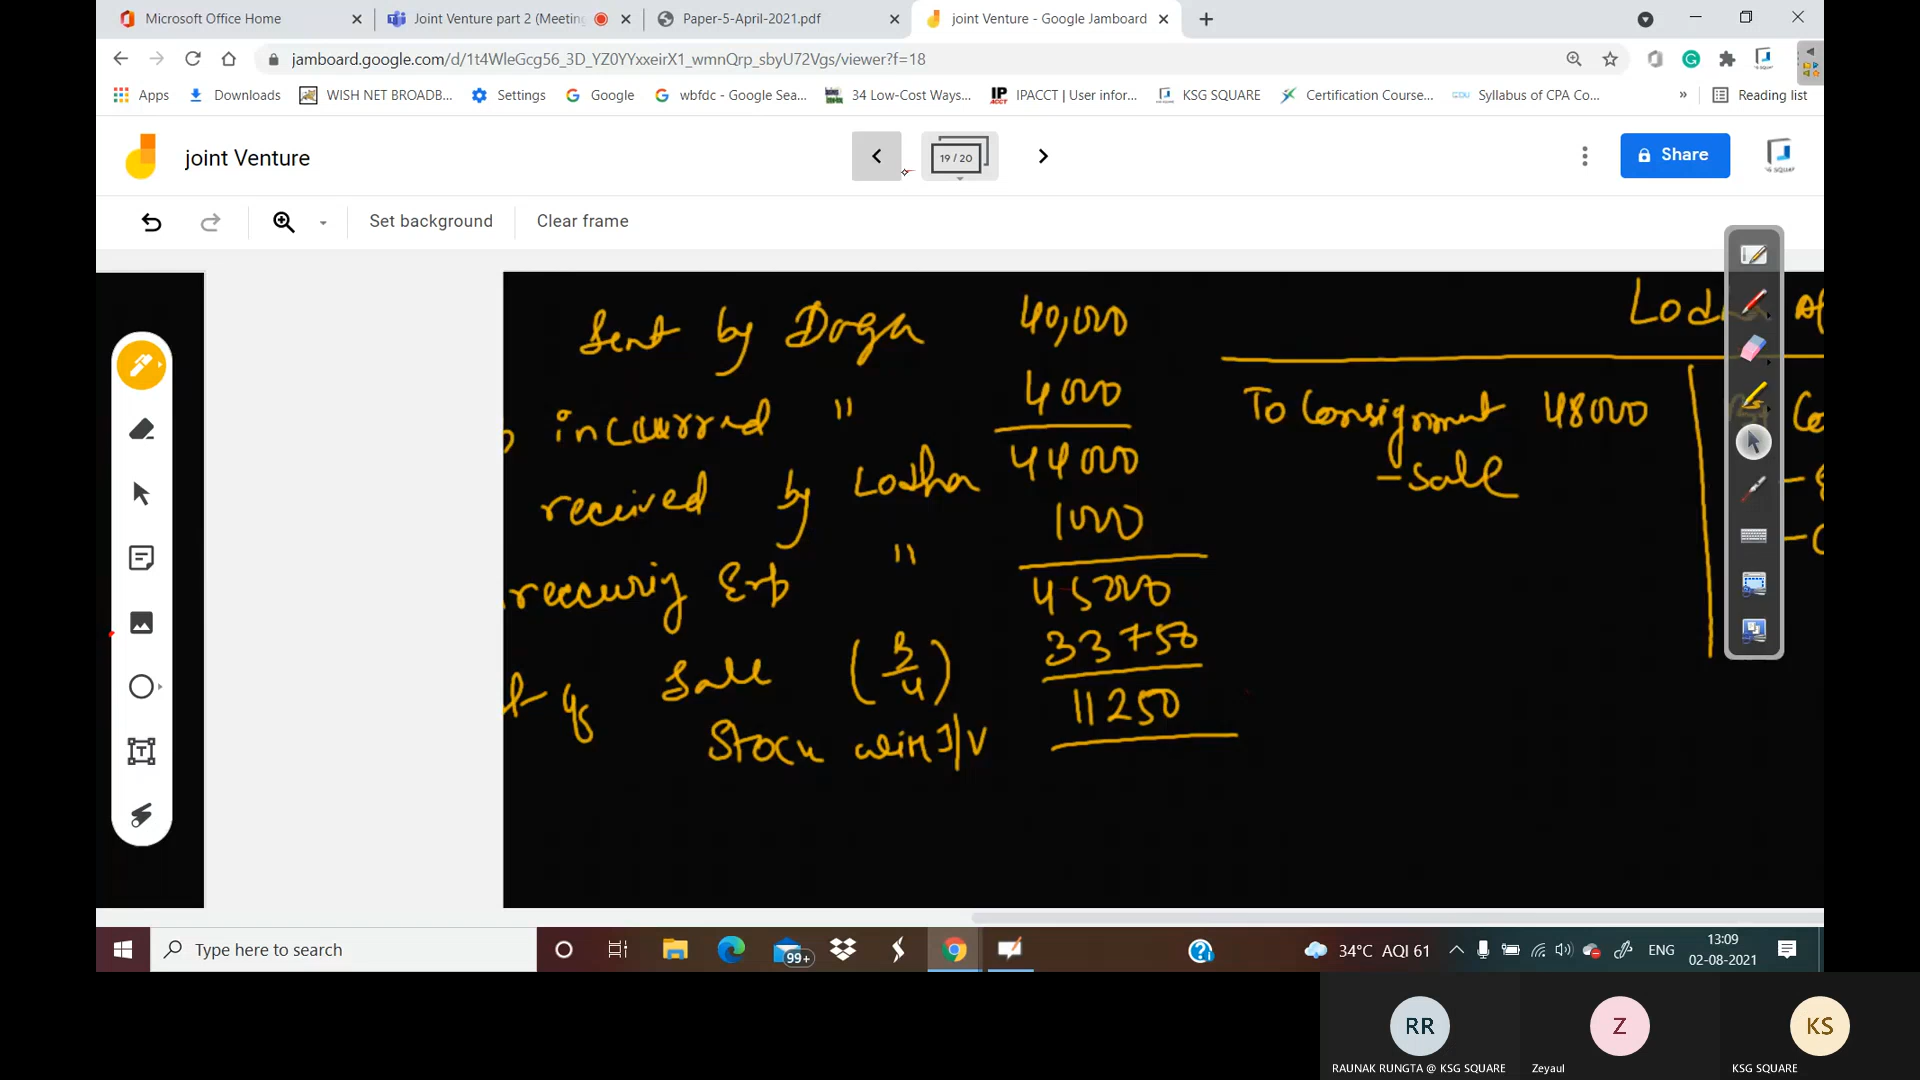 Microsoft Office Home
Joint Venture part 2 (Meetin
Paper-5-April-2021.pdf
joint Venture - Google Jamboard
jamboard.google.com/d/1t4WleGcg56_3D_YZ0YYxxeirX1_wmnQrp_sbyU72Vgs/viewer?f=18
Apps
Downloads
WISH NET BROADB...
Settings
Google
wbfdc - Google Sea...
34 Low-Cost Ways...
IPACCT | User infor...
KSG SQUARE
Certification Course...
Syllabus of CPA Co...
»
Reading list
joint Venture
19 / 20
Share
Set background
Clear frame
Sent by Daga 40,000
incurred " 4000
44000
received by Lodha
1000
reccurig Exp "
45000
Sale (3/4) 33750
Stock with J/V 11250
To Consignment 48000
- Sale
Type here to search
99+
34°C AQI 61
ENG
13:09
02-08-2021
RR
Z
KS
RAUNAK RUNGTA @ KSG SQUARE
Zeyaul
KSG SQUARE